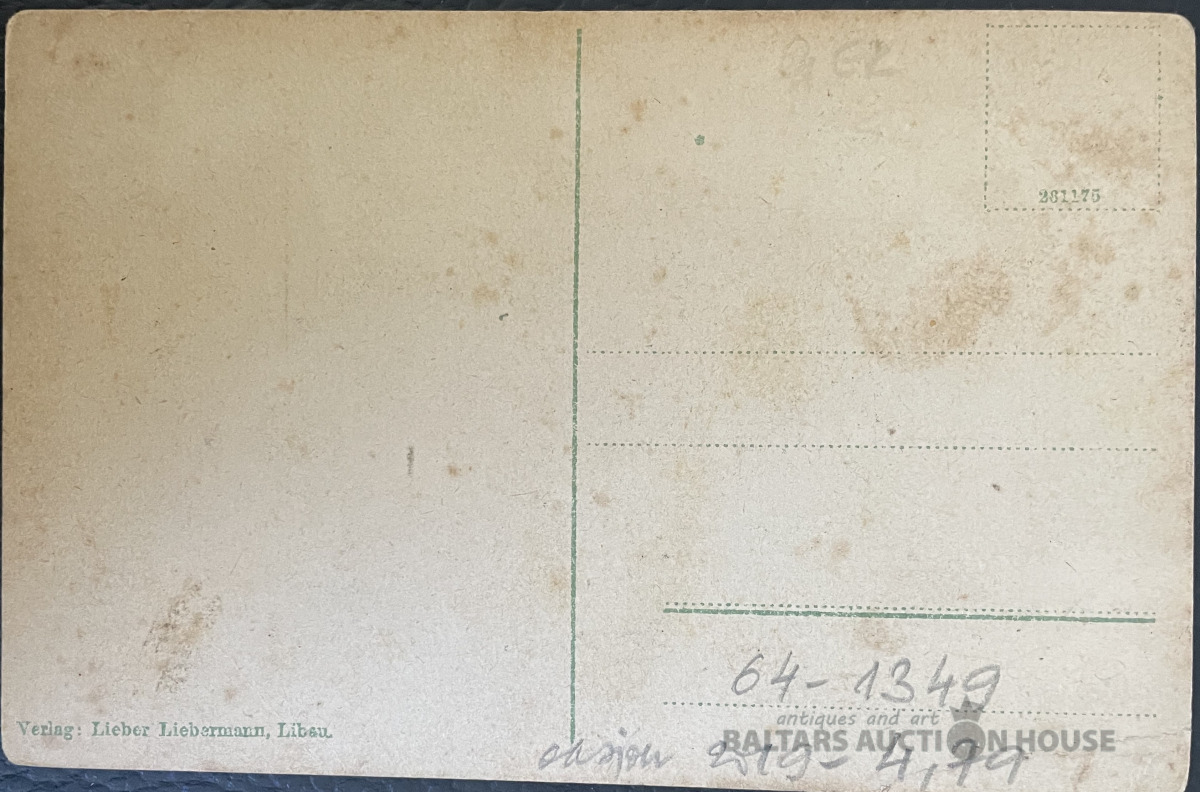 281175
Verlag: Lieber Liebermann, Libau.
64-1349
antiques and art
BALTARS AUCTION HOUSE